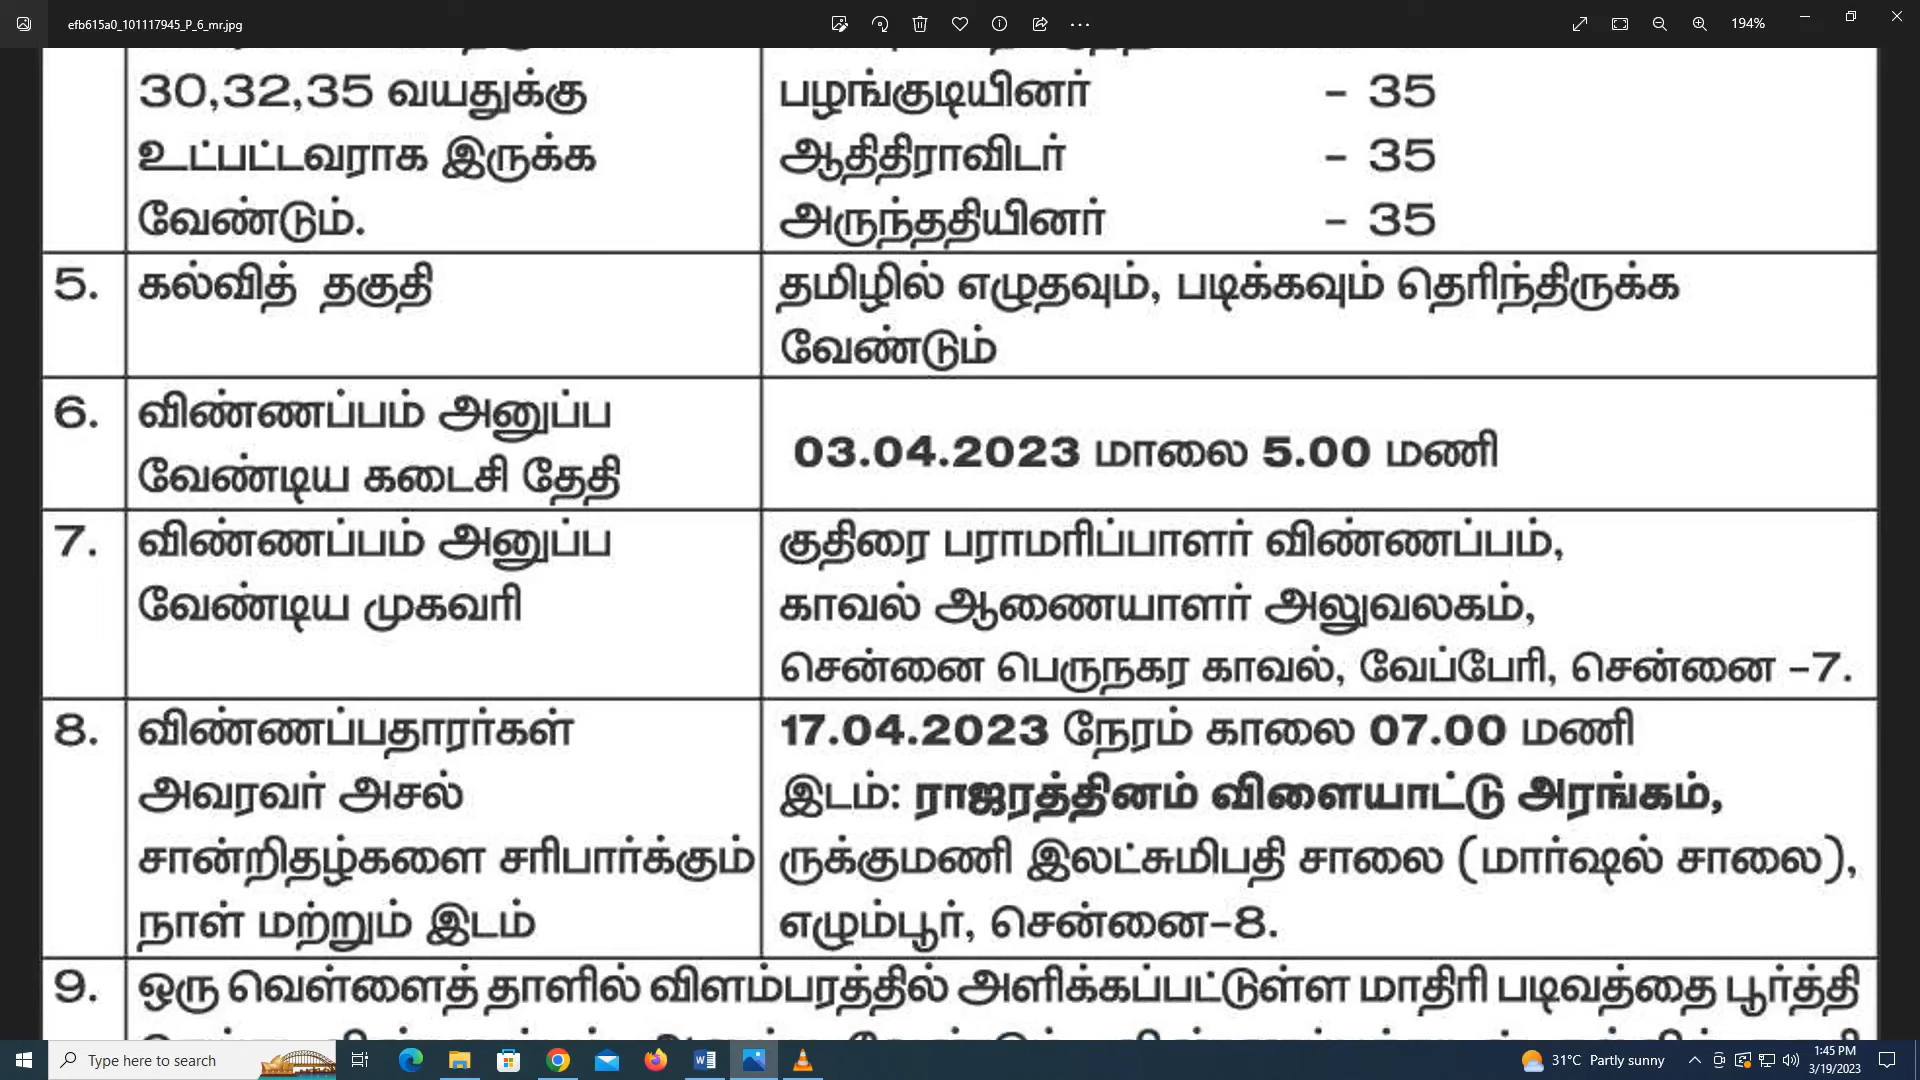 efb615a0_101117945_P_6_mr.jpg
194%
30,32,35 வயதுக்கு
உட்பட்டவராக இருக்க
வேண்டும்.
பழங்குடியினர் – 35
ஆதிதிராவிடர் – 35
அருந்ததியினர் – 35
5. கல்வித் தகுதி
தமிழில் எழுதவும், படிக்கவும் தெரிந்திருக்க
வேண்டும்
6. விண்ணப்பம் அனுப்ப
வேண்டிய கடைசி தேதி
03.04.2023 மாலை 5.00 மணி
7. விண்ணப்பம் அனுப்ப
வேண்டிய முகவரி
குதிரை பராமரிப்பாளர் விண்ணப்பம்,
காவல் ஆணையாளர் அலுவலகம்,
சென்னை பெருநகர காவல், வேப்பேரி, சென்னை –7.
8. விண்ணப்பதாரர்கள்
அவரவர் அசல்
சான்றிதழ்களை சரிபார்க்கும்
நாள் மற்றும் இடம்
17.04.2023 நேரம் காலை 07.00 மணி
இடம்: ராஜரத்தினம் விளையாட்டு அரங்கம்,
ருக்குமணி இலட்சுமிபதி சாலை (மார்ஷல் சாலை),
எழும்பூர், சென்னை–8.
9. ஒரு வெள்ளைத் தாளில் விளம்பரத்தில் அளிக்கப்பட்டுள்ள மாதிரி படிவத்தை பூர்த்தி
Type here to search
31°C Partly sunny
1:45 PM
3/19/2023